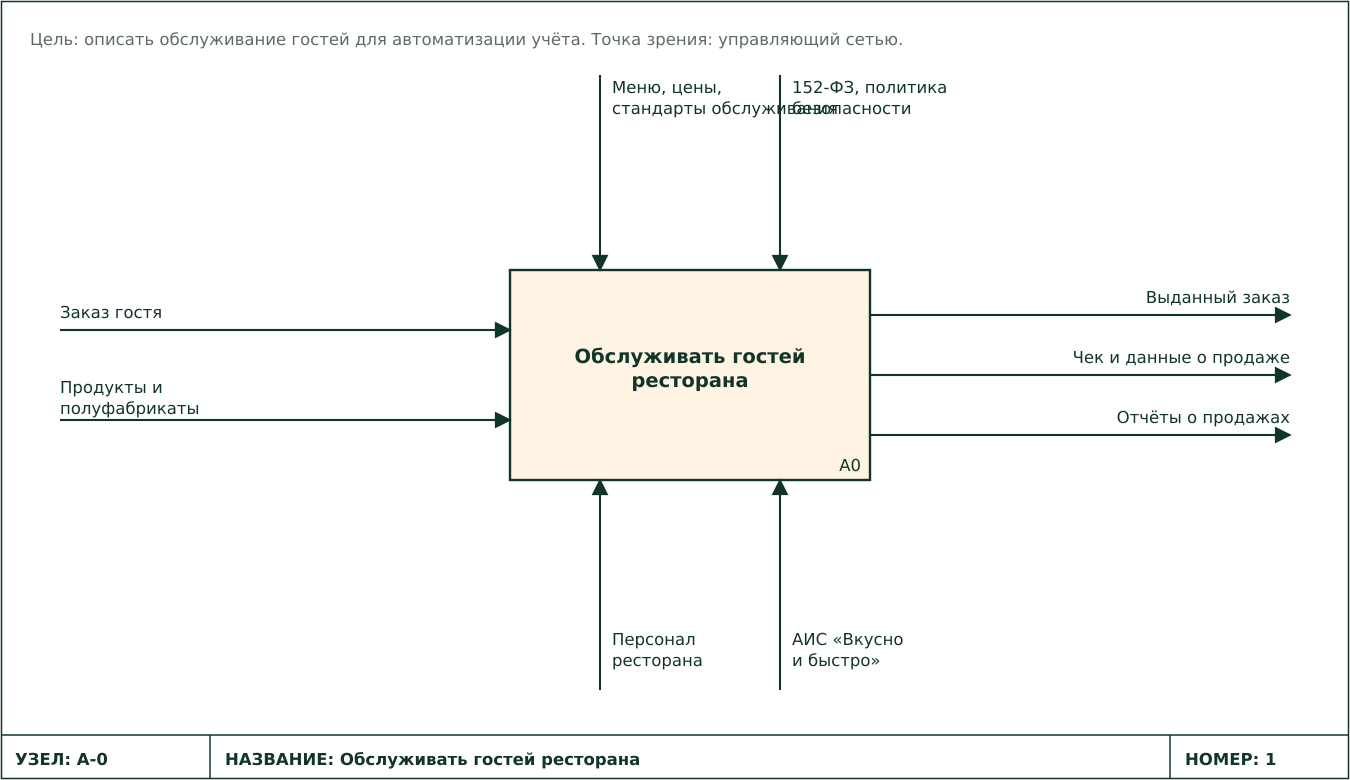 Цель: описать обслуживание гостей для автоматизации учёта. Точка зрения: управляющий сетью.
Меню, цены,
стандарты обслуживания
152-ФЗ, политика
безопасности
Заказ гостя
Продукты и
полуфабрикаты
Обслуживать гостей
ресторана
A0
Выданный заказ
Чек и данные о продаже
Отчёты о продажах
Персонал
ресторана
АИС «Вкусно
и быстро»
УЗЕЛ: A-0
НАЗВАНИЕ: Обслуживать гостей ресторана
НОМЕР: 1